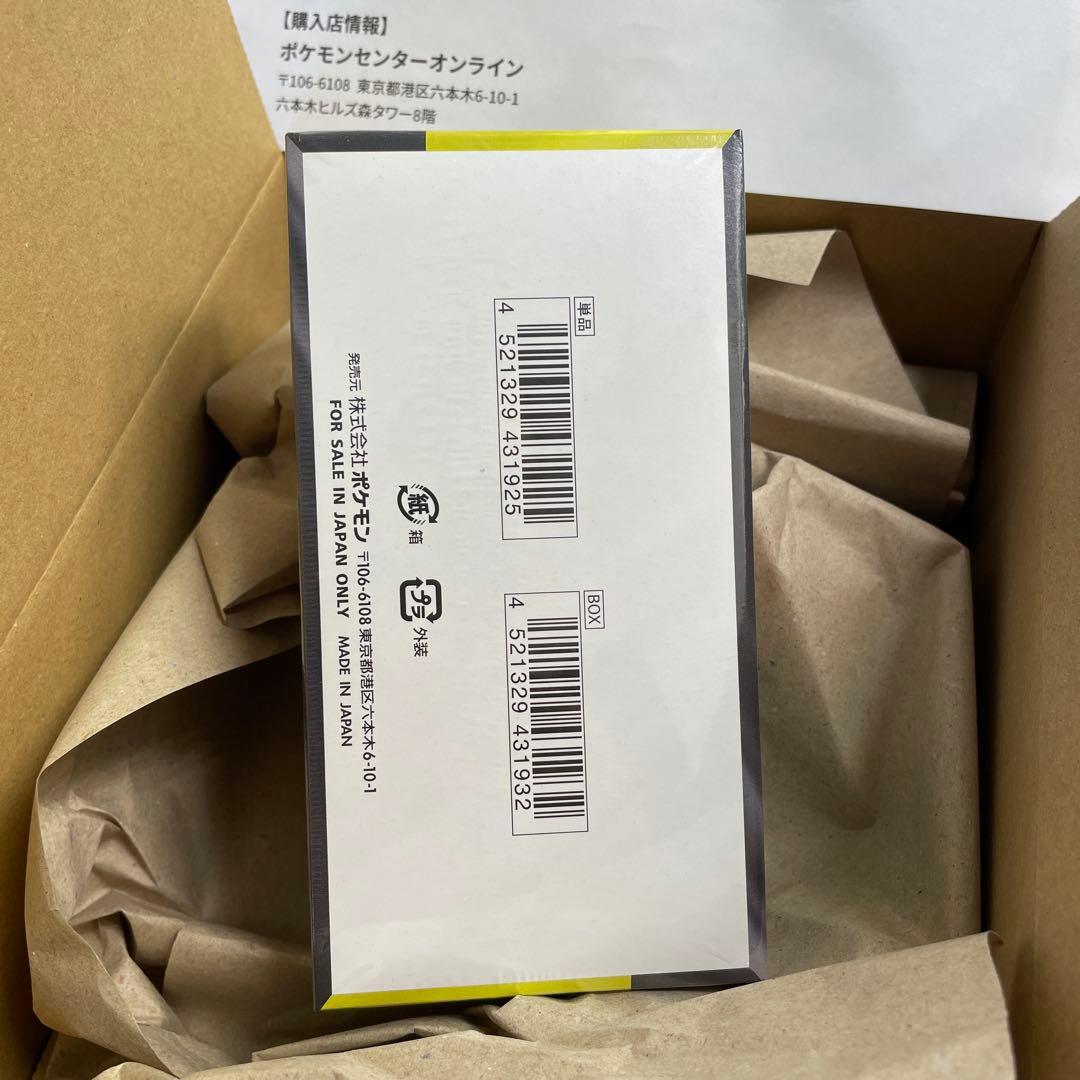 【購入店情報】
ポケモンセンターオンライン
〒106-6108 東京都港区六本木6-10-1
六本木ヒルズ森タワー8階
単品
4 521329 431925
BOX
4 521329 431932
紙 箱
プラ 外装
発売元 株式会社ポケモン 〒106-6108 東京都港区六本木6-10-1
FOR SALE IN JAPAN ONLY MADE IN JAPAN